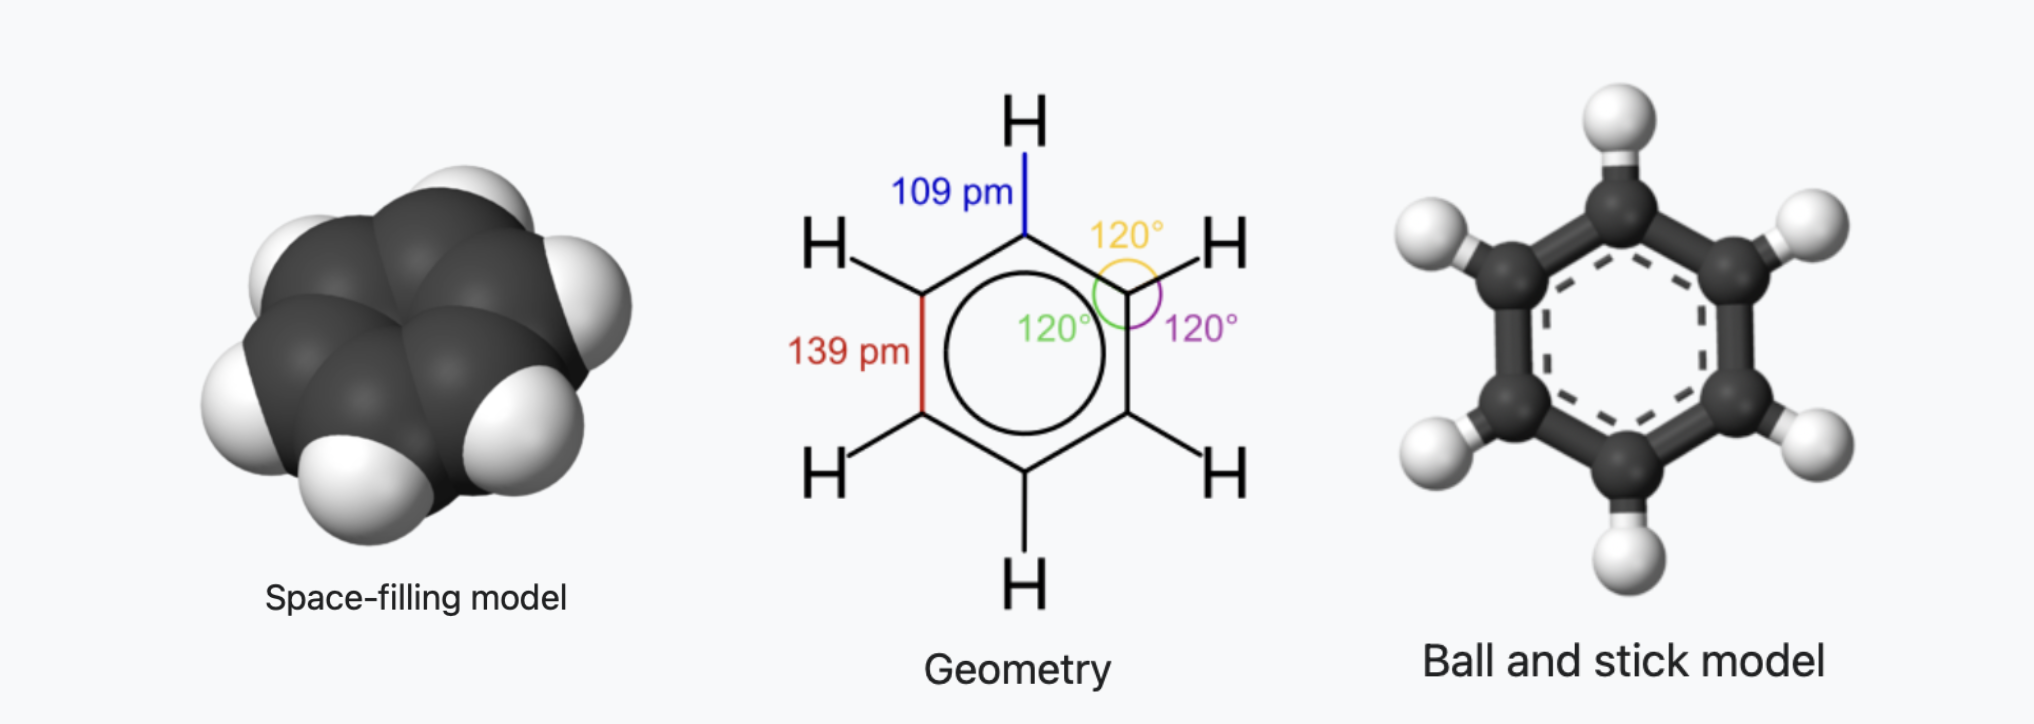 H
109 pm
H
120°
H
120°
120°
139 pm
H
H
H
Space-filling model
Geometry
Ball and stick model